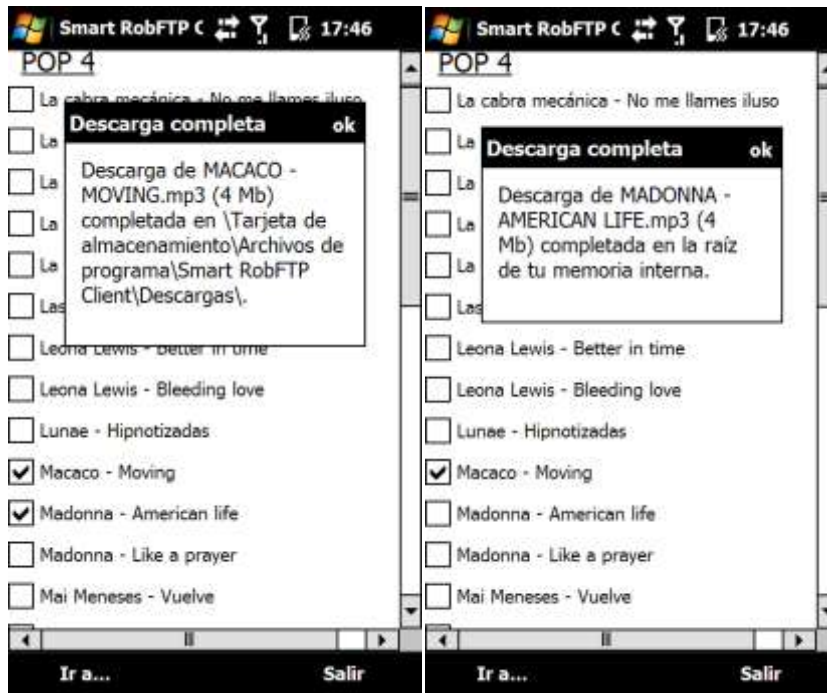 Smart RobFTP C 17:46
POP 4
La cabra mecánica - No me llames iluso
La
Descarga completa ok
La
Descarga de MACACO -
MOVING.mp3 (4 Mb)
completada en \Tarjeta de
almacenamiento\Archivos de
programa\Smart RobFTP
Client\Descargas\.
La
La
Las
Leona Lewis - Better in time
Leona Lewis - Bleeding love
Lunae - Hipnotizadas
Macaco - Moving
Madonna - American life
Madonna - Like a prayer
Mai Meneses - Vuelve
Ir a... Salir
Smart RobFTP C 17:46
POP 4
La cabra mecánica - No me llames iluso
La
Descarga completa ok
La
Descarga de MADONNA -
AMERICAN LIFE.mp3 (4
Mb) completada en la raíz
de tu memoria interna.
La
La
Las
Leona Lewis - Better in time
Leona Lewis - Bleeding love
Lunae - Hipnotizadas
Macaco - Moving
Madonna - American life
Madonna - Like a prayer
Mai Meneses - Vuelve
Ir a... Salir